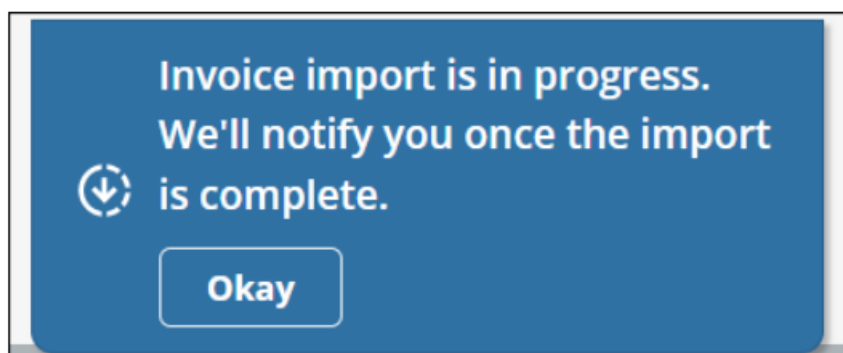 Invoice import is in progress.
We'll notify you once the import
is complete.
Okay